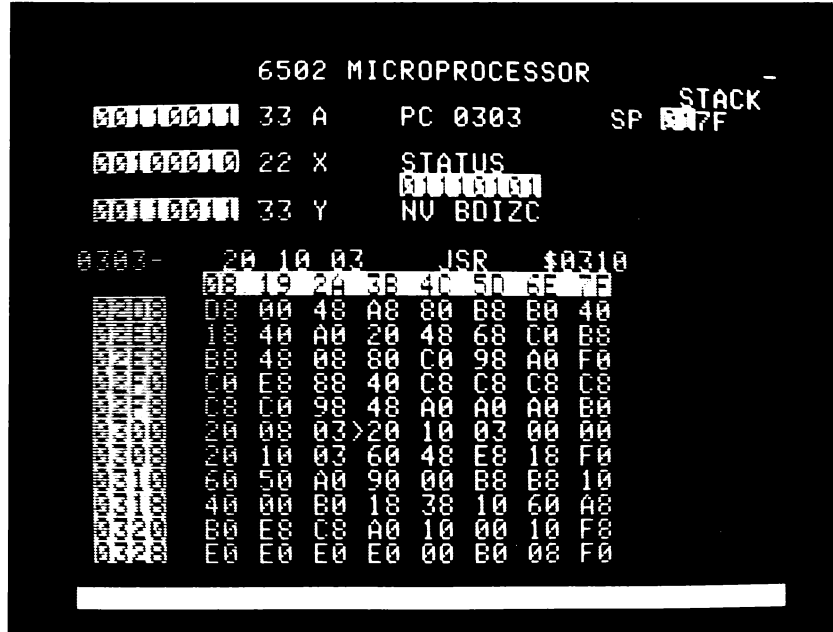 6502 MICROPROCESSOR
STACK
00110011 33 A PC 0303 SP 7F
00100010 22 X STATUS
01110101
00110011 33 Y NV BDIZC
0303- 20 10 03 JSR $0310
08 19 2A 3B 4C 5D 6E 7F
02D8 D8 00 48 A8 80 B8 B0 40
18 40 A0 20 48 68 C0 B8
B8 48 08 80 C0 98 A0 F0
C0 E8 88 40 C8 C8 C8 C8
C8 C0 98 48 A0 A0 A0 B0
0300 20 08 03>20 10 03 00 00
0308 20 10 03 60 48 E8 18 F0
0310 60 50 A0 90 00 B8 B8 10
0318 40 00 B0 18 38 10 60 A8
0320 B0 E8 C8 A0 10 00 10 F8
0328 E0 E0 E0 E0 00 B0 08 F0